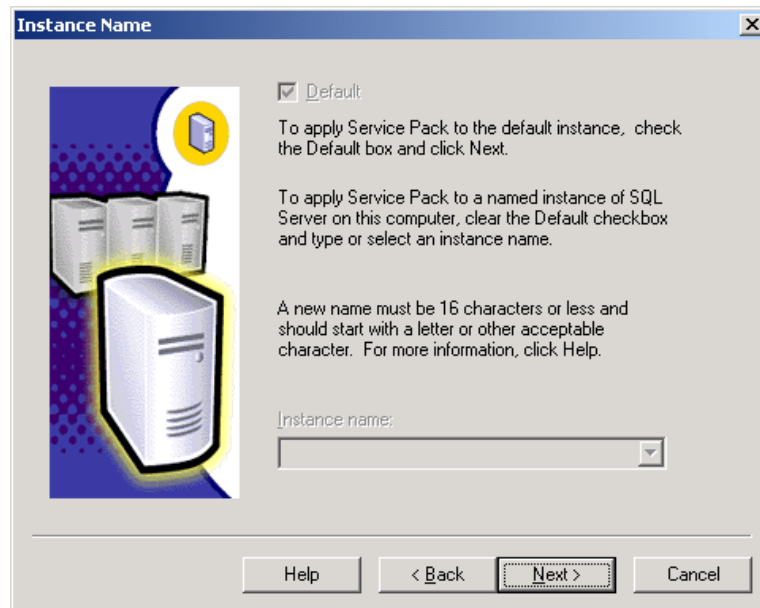 Instance Name
Default
To apply Service Pack to the default instance, check
the Default box and click Next.
To apply Service Pack to a named instance of SQL
Server on this computer, clear the Default checkbox
and type or select an instance name.
A new name must be 16 characters or less and
should start with a letter or other acceptable
character. For more information, click Help.
Instance name:
Help
< Back
Next >
Cancel